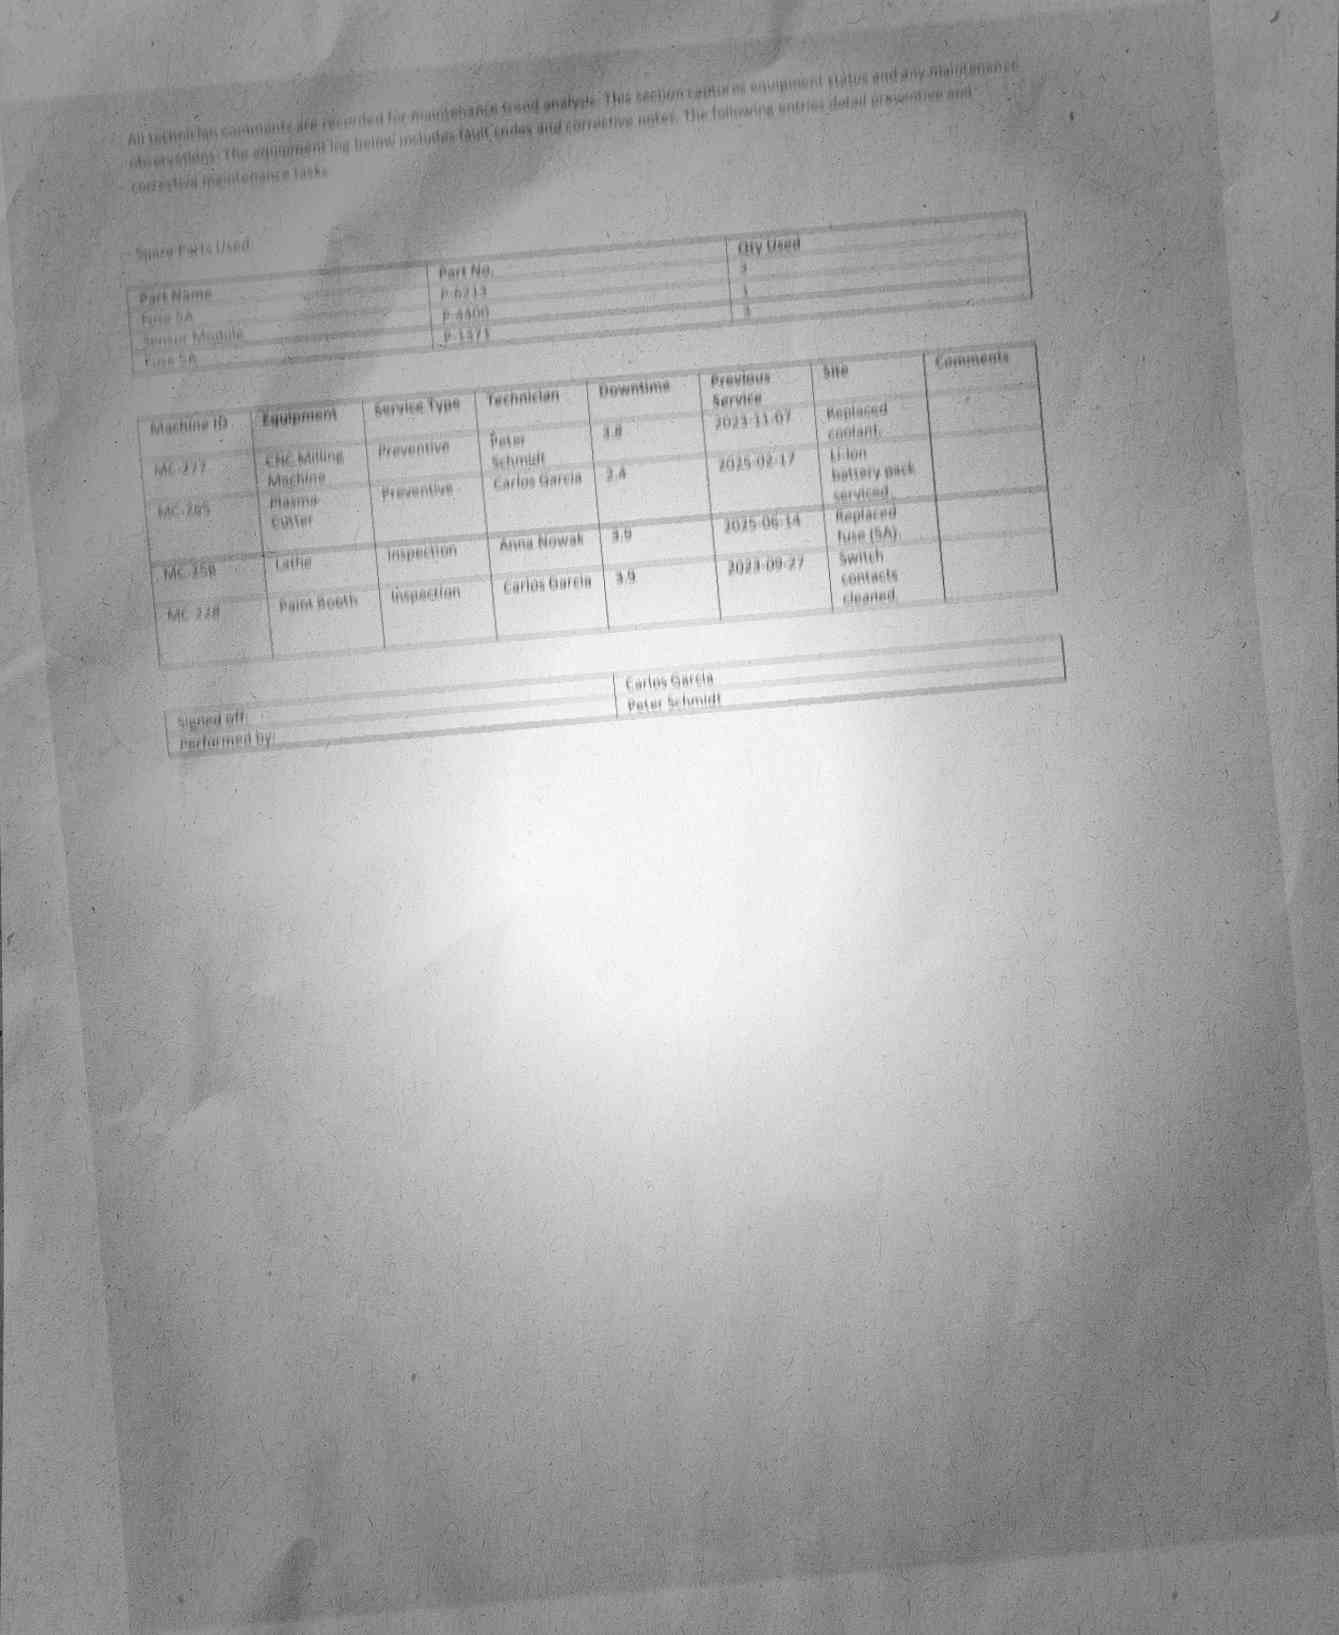 All technician comments are recorded for maintenance trend analysis. This section captures equipment status and any maintenance
observations. The equipment log below includes fault codes and corrective notes. The following entries detail preventive and
corrective maintenance tasks.
Spare Parts Used:
Part Name Part No. Qty Used
Fuse 5A P-6213
Sensor Module P-4400 1
Fuse 5A P-1371
Machine ID Equipment Service Type Technician Downtime Previous Site Comments
Service
MC-277 CNC Milling Preventive Peter 3.8 2023-11-07 Replaced
Machine Schmidt coolant.
MC-285 Plasma Preventive Carlos Garcia 2.4 2025-02-17 Li-Ion
Cutter battery pack
serviced.
MC-258 Lathe Inspection Anna Nowak 3.9 2025-06-14 Replaced
fuse (5A).
MC-228 Paint Booth Inspection Carlos Garcia 3.9 2023-09-27 Switch
contacts
cleaned.
Signed off: Carlos Garcia
Performed by: Peter Schmidt